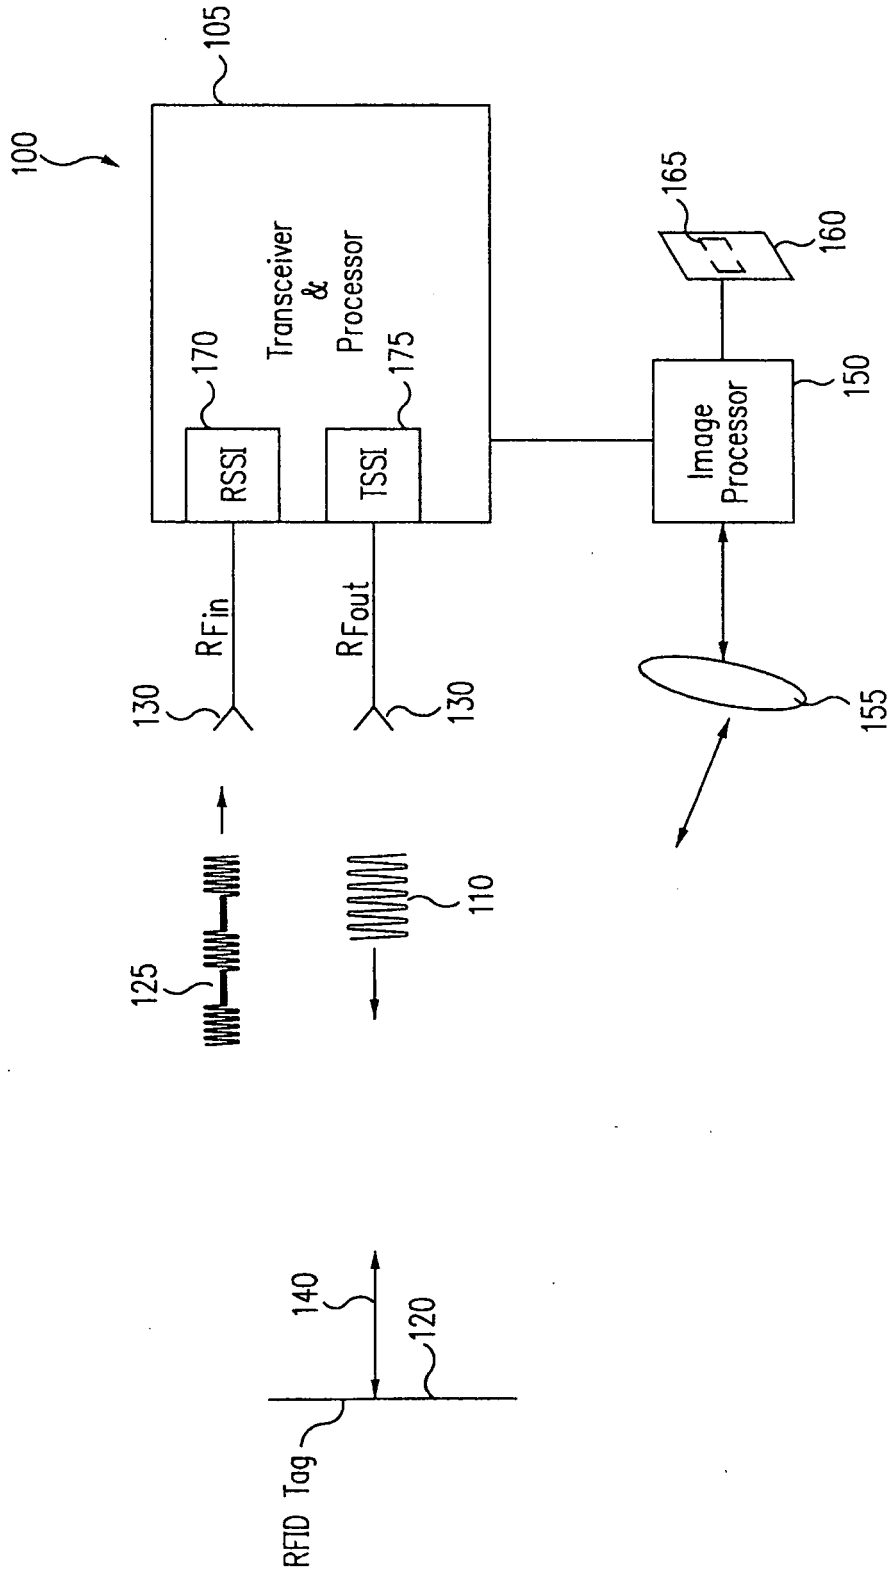 100
105
Transceiver
&
Processor
170
RSSI
175
TSSI
RFin
RFout
130
130
125
110
140
120
RFID Tag
Image
Processor
150
165
160
155